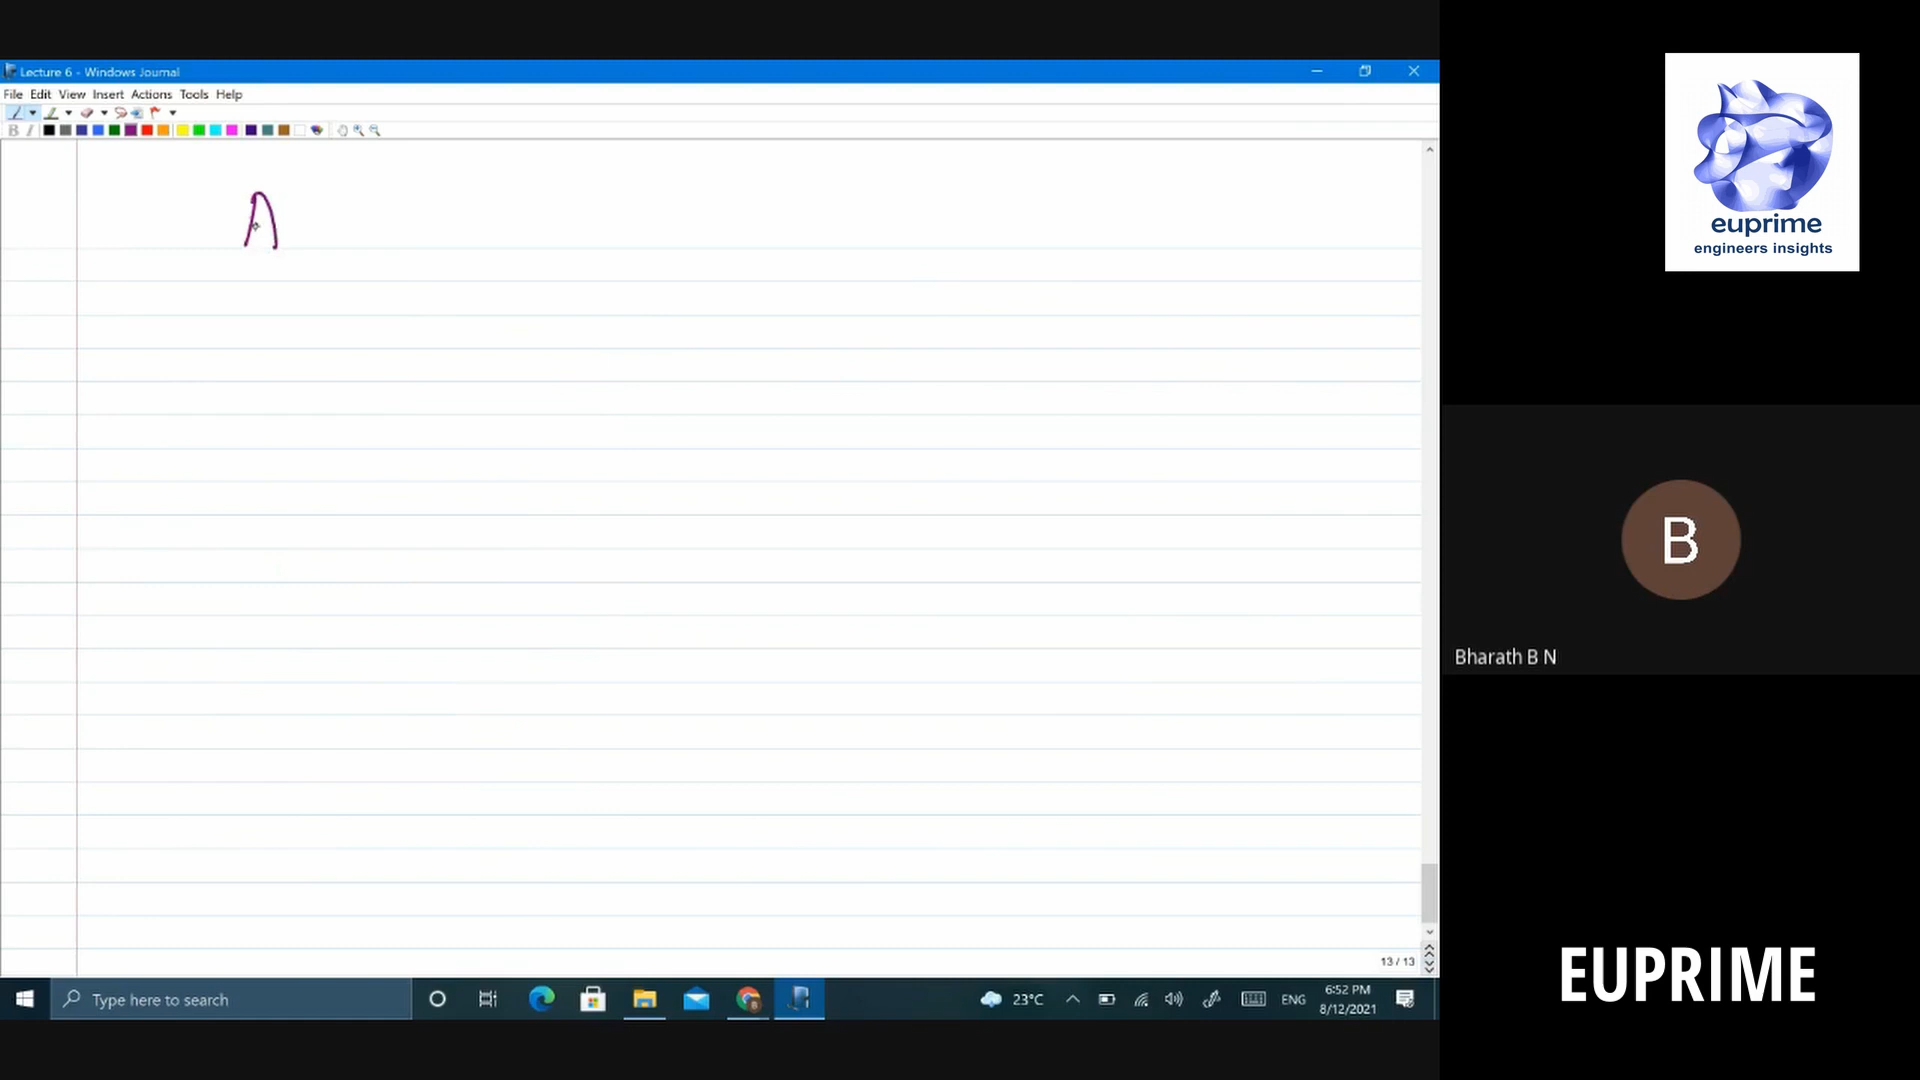 Lecture 6 - Windows Journal
File Edit View Insert Actions Tools Help
B I
A
13 / 13
Type here to search
23°C
ENG
6:52 PM
8/12/2021
euprime
engineers insights
B
Bharath B N
EUPRIME